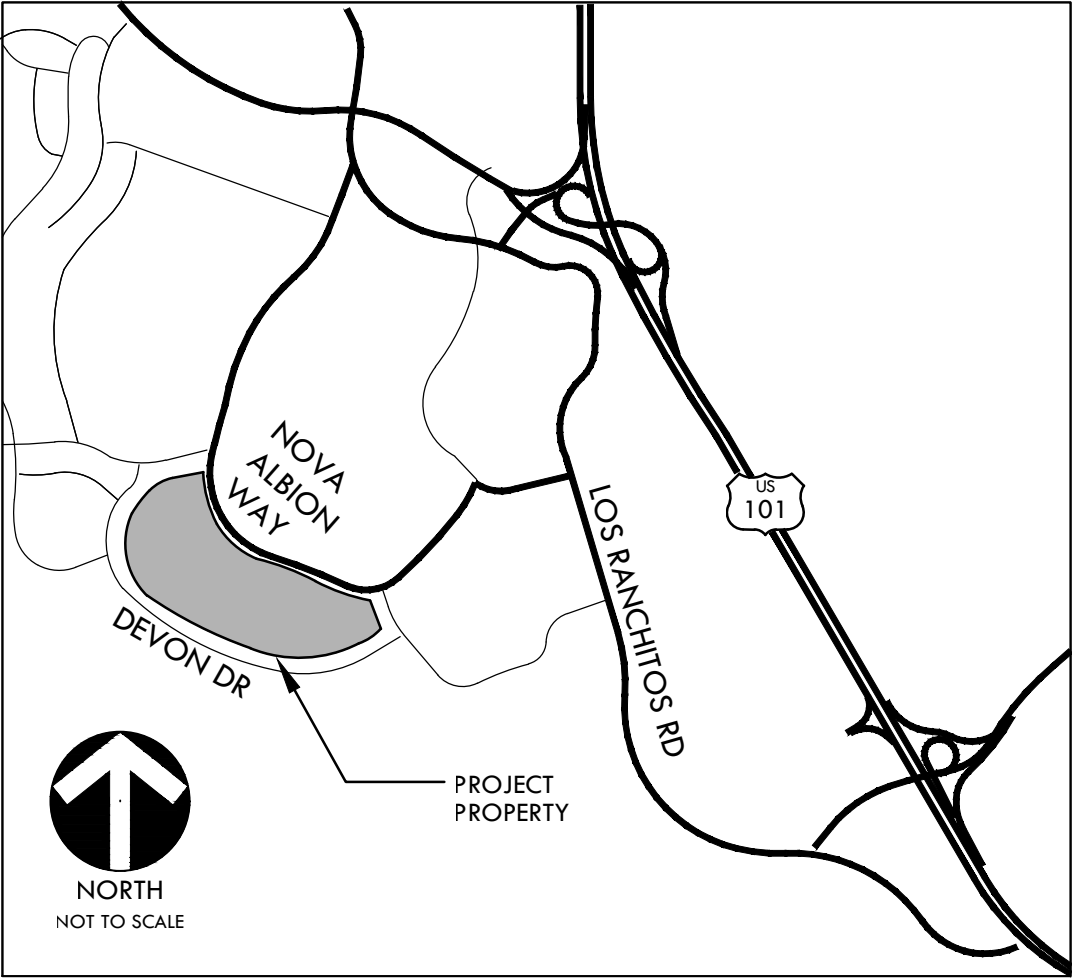 NOVA
ALBION
WAY
US
101
LOS RANCHITOS RD
DEVON DR
PROJECT
PROPERTY
NORTH
NOT TO SCALE